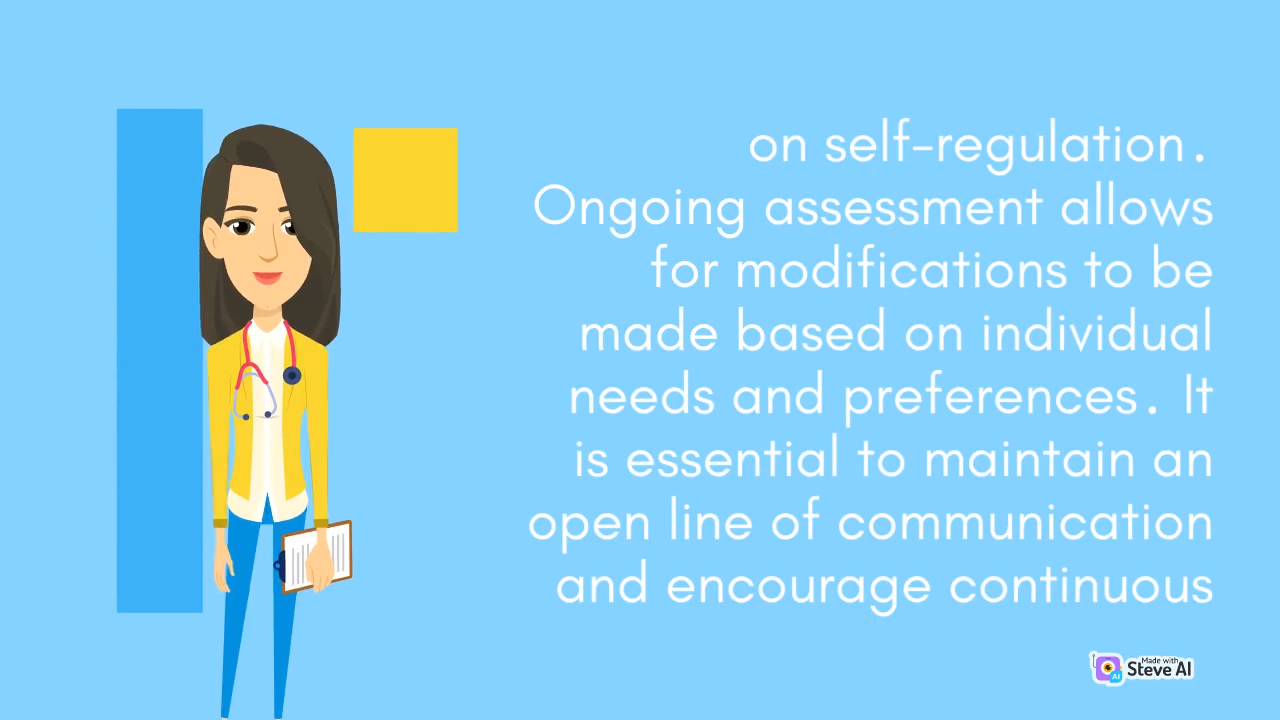 on self-regulation.
Ongoing assessment allows
for modifications to be
made based on individual
needs and preferences. It
is essential to maintain an
open line of communication
and encourage continuous
Made with
Steve AI
AI